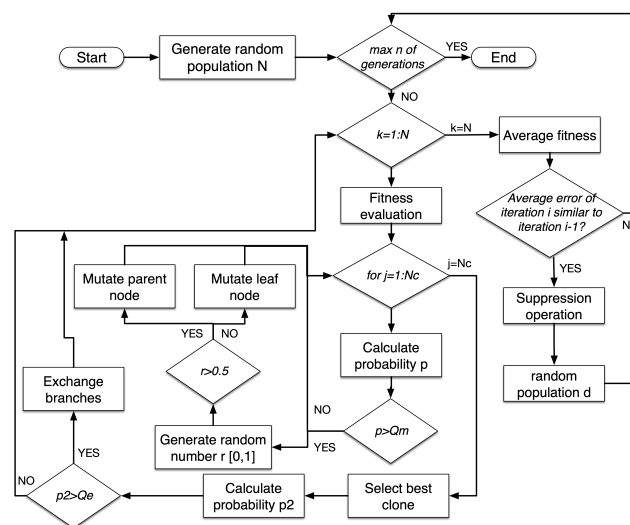 Start
Generate random
population N
max n of
generations
YES
End
NO
k=1:N
k=N
Average fitness
Fitness
evaluation
Average error of
iteration i similar to
iteration i-1?
N
YES
Mutate parent
node
Mutate leaf
node
for j=1:Nc
j=Nc
Suppression
operation
YES
NO
Calculate
probability p
r>0.5
Exchange
branches
random
population d
NO
p>Qm
YES
Generate random
number r [0,1]
YES
NO
p2>Qe
Calculate
probability p2
Select best
clone